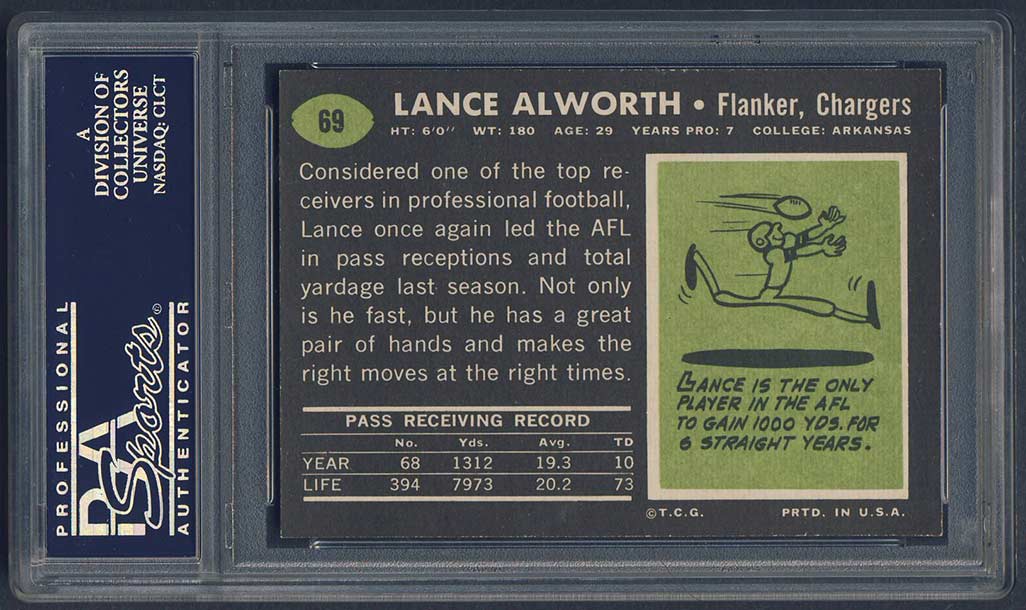 A
DIVISION OF
COLLECTORS
UNIVERSE
NASDAQ: CLCT
PROFESSIONAL
PSA
Sports ©
AUTHENTICATOR
69
LANCE ALWORTH • Flanker, Chargers
HT: 6'0" WT: 180 AGE: 29 YEARS PRO: 7 COLLEGE: ARKANSAS
Considered one of the top re-
ceivers in professional football,
Lance once again led the AFL
in pass receptions and total
yardage last season. Not only
is he fast, but he has a great
pair of hands and makes the
right moves at the right times.
PASS RECEIVING RECORD
No. Yds. Avg. TD
YEAR 68 1312 19.3 10
LIFE 394 7973 20.2 73
LANCE IS THE ONLY
PLAYER IN THE AFL
TO GAIN 1000 YDS. FOR
6 STRAIGHT YEARS.
©T.C.G. PRTD. IN U.S.A.